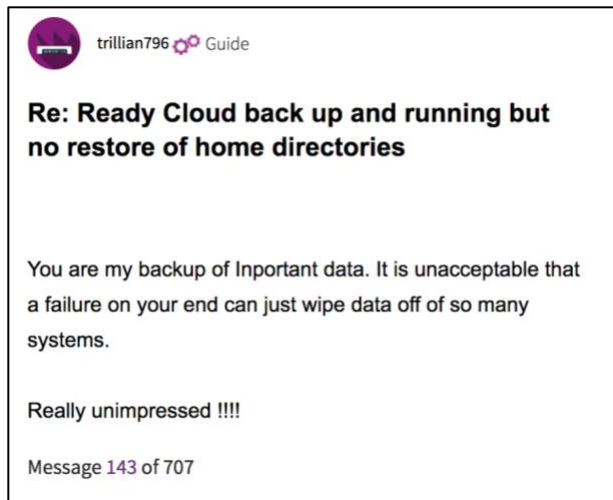 trillian796 Guide
Re: Ready Cloud back up and running but
no restore of home directories
You are my backup of Inportant data. It is unacceptable that
a failure on your end can just wipe data off of so many
systems.
Really unimpressed !!!!
Message 143 of 707